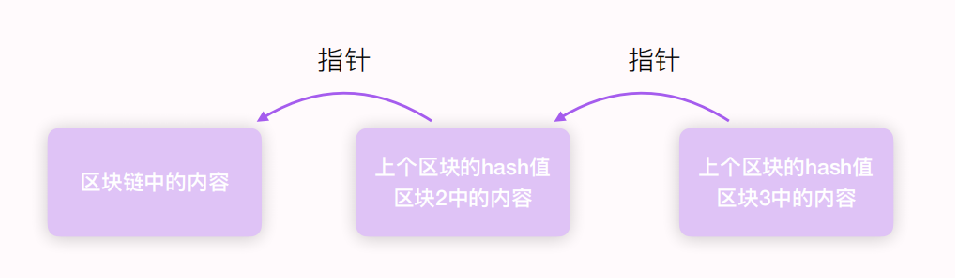 指针
指针
区块链中的内容
上个区块的hash值
区块2中的内容
上个区块的hash值
区块3中的内容